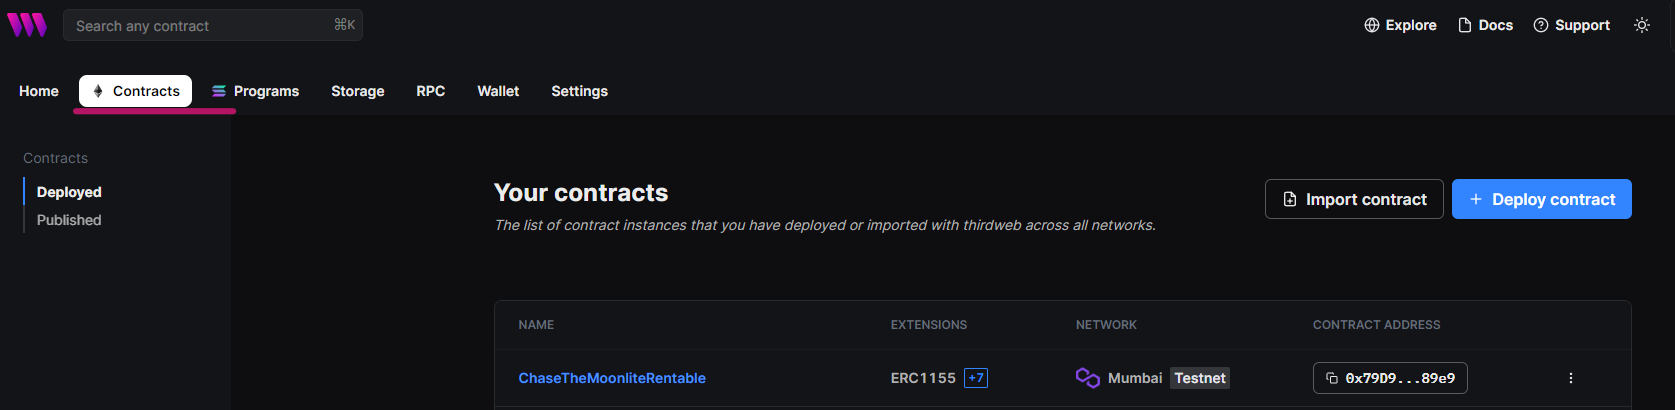 Search any contract ⌘K
Explore Docs Support
Home Contracts Programs Storage RPC Wallet Settings
Contracts
Deployed
Published
Your contracts
The list of contract instances that you have deployed or imported with thirdweb across all networks.
Import contract + Deploy contract
NAME EXTENSIONS NETWORK CONTRACT ADDRESS
ChaseTheMoonliteRentable ERC1155 +7 Mumbai Testnet 0x79D9...89e9